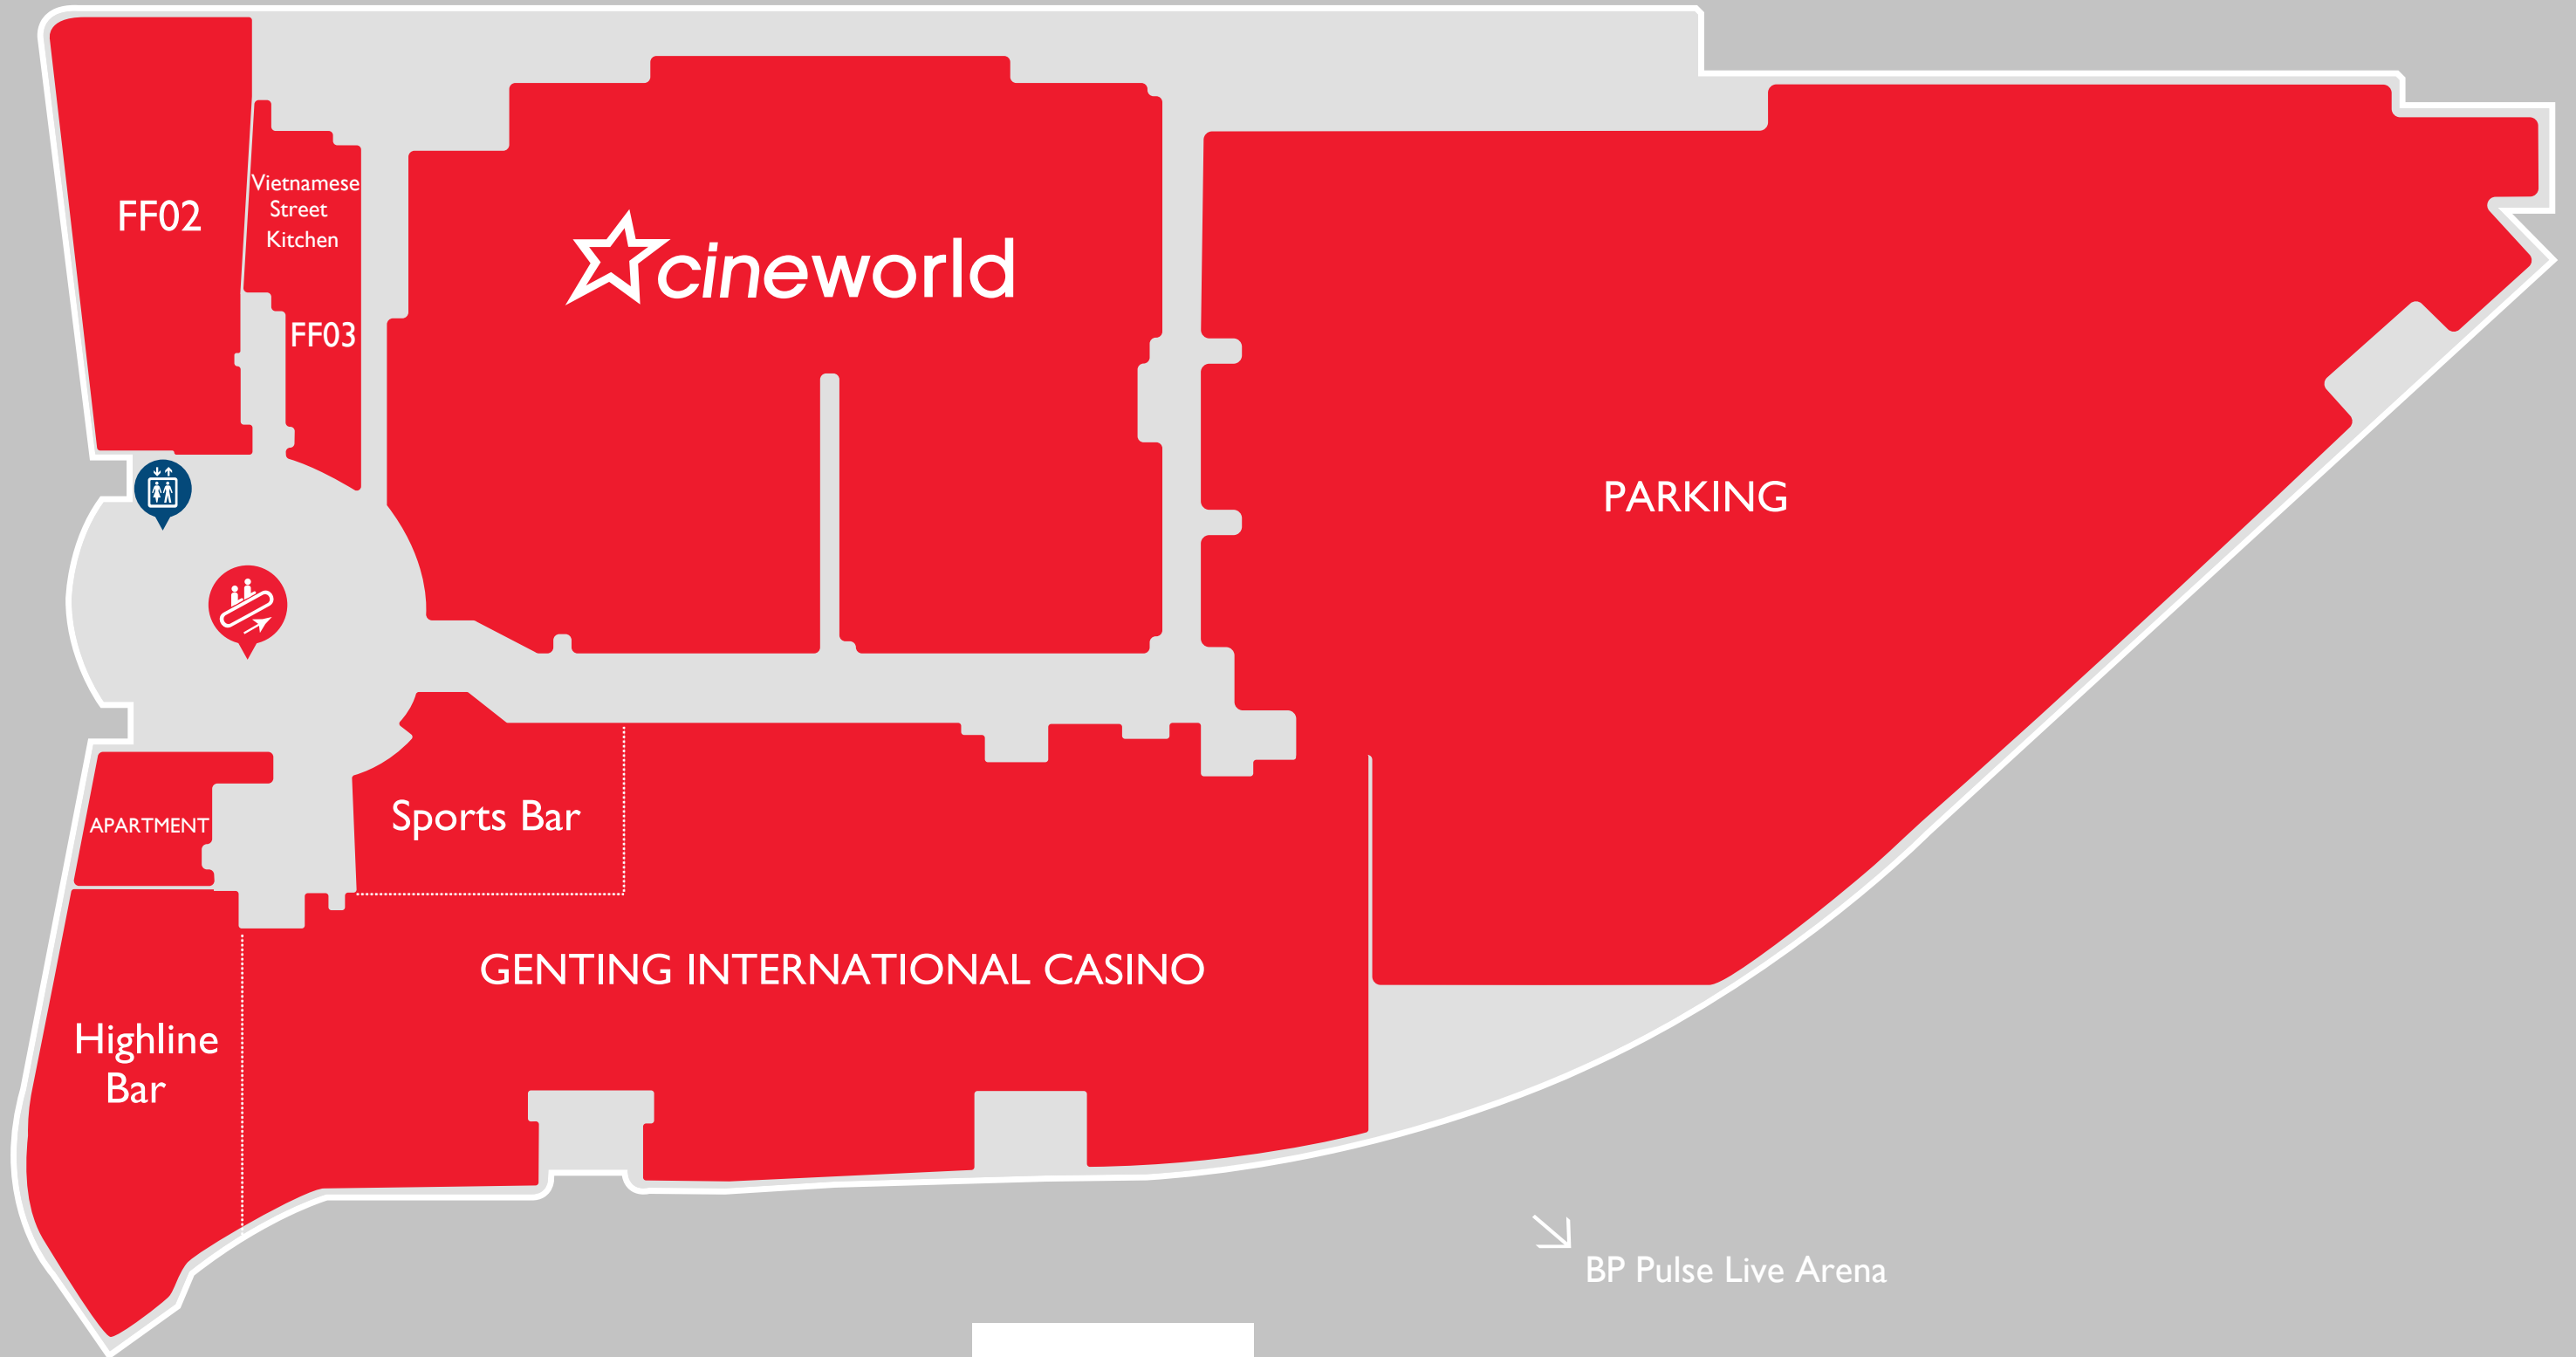 FF02
Vietnamese
Street
Kitchen
FF03
cineworld
PARKING
APARTMENT
Sports Bar
GENTING INTERNATIONAL CASINO
Highline
Bar
BP Pulse Live Arena